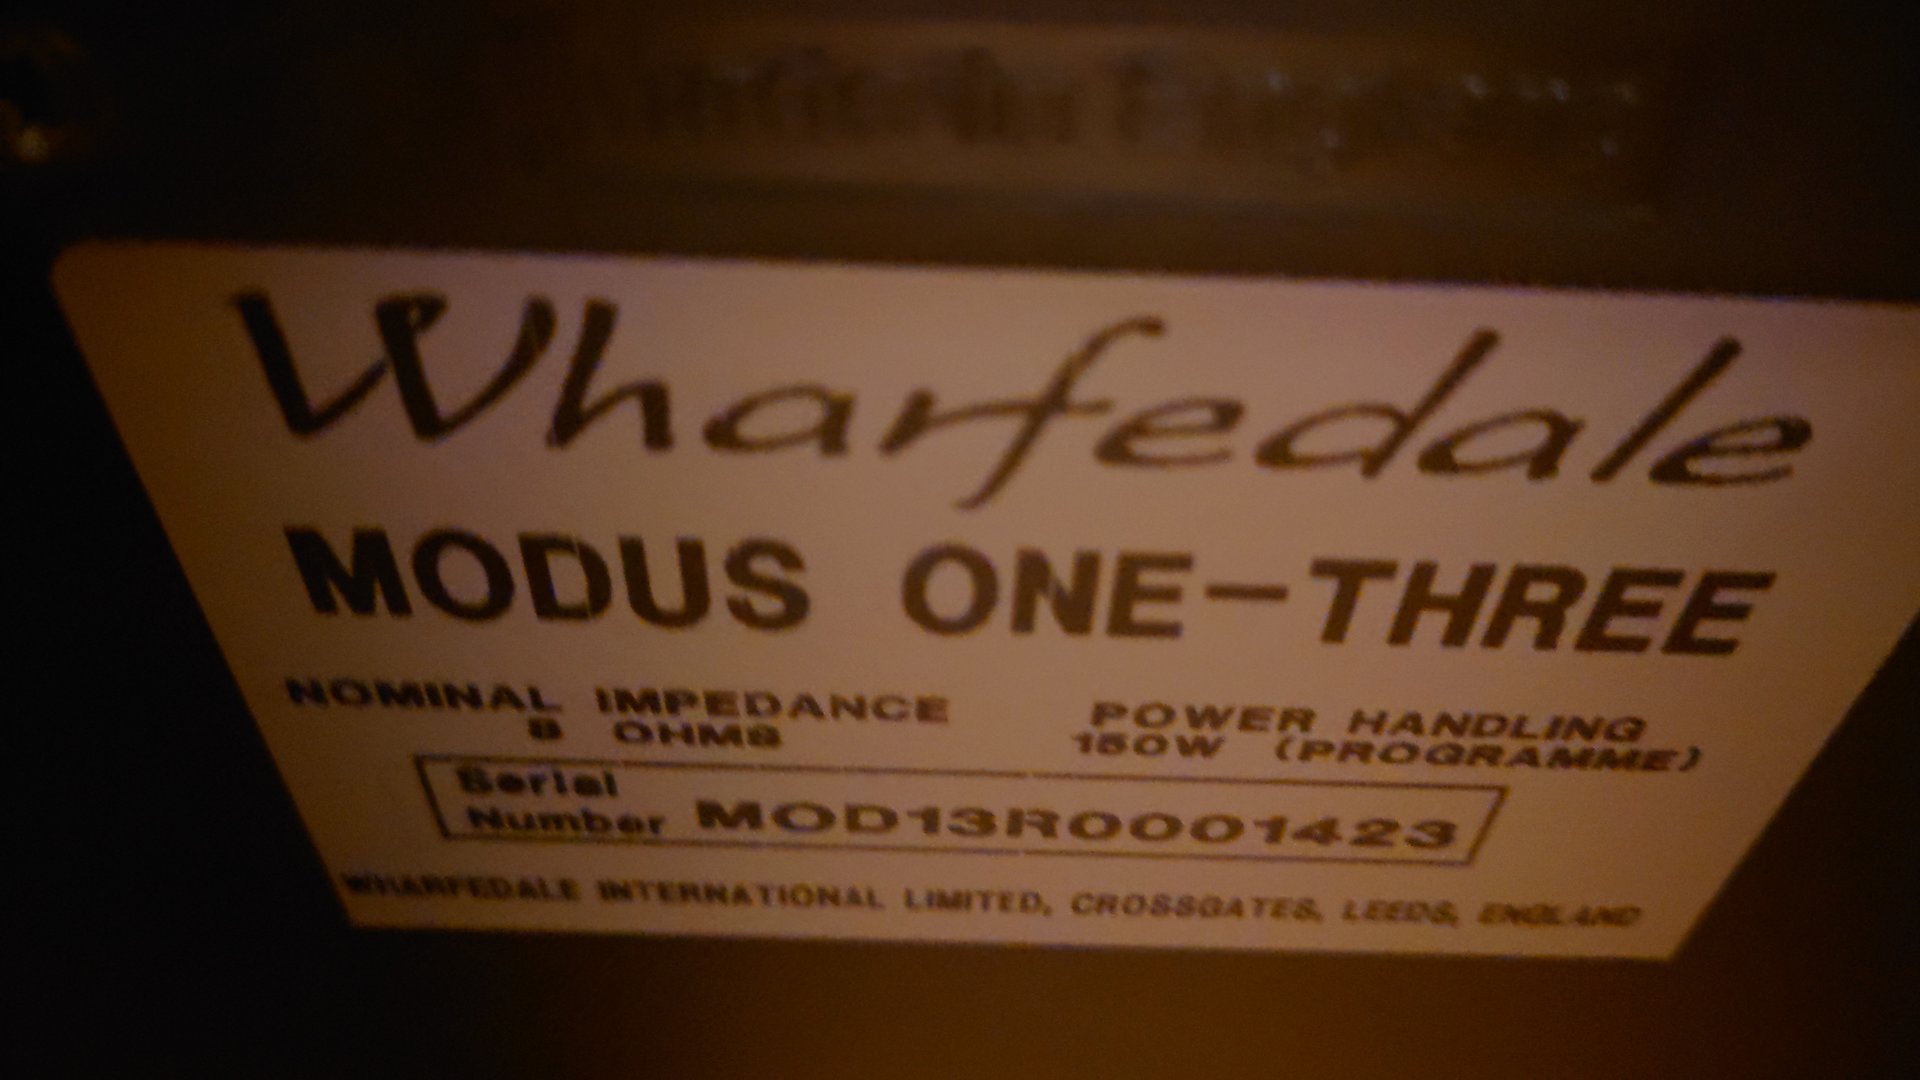 Wharfedale
MODUS ONE-THREE
NOMINAL IMPEDANCE POWER HANDLING
8 OHMS 150W (PROGRAMME)
Serial
Number MOD13R0001423
WHARFEDALE INTERNATIONAL LIMITED, CROSSGATES, LEEDS, ENGLAND